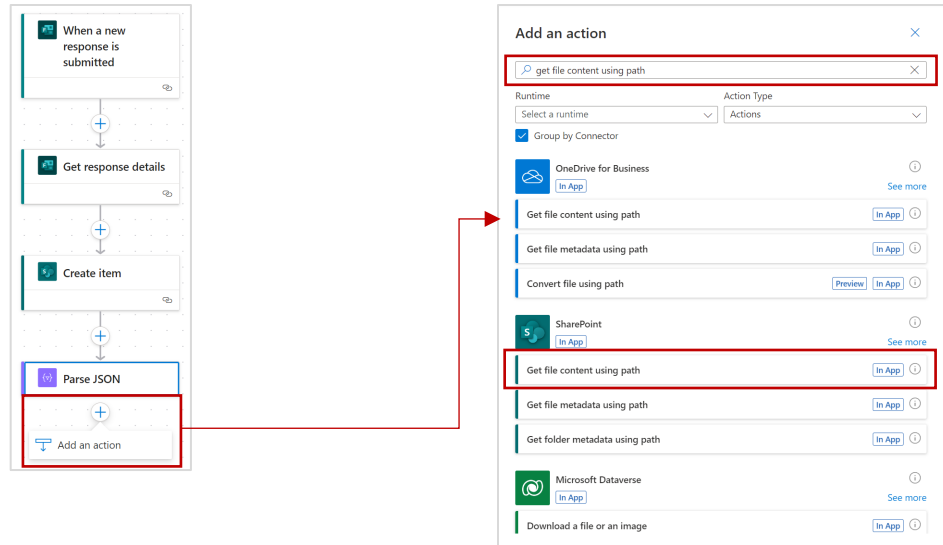 When a new
response is
submitted
Get response details
Create item
Parse JSON
Add an action
Add an action
get file content using path
Runtime
Action Type
Select a runtime
Actions
Group by Connector
OneDrive for Business
In App
See more
Get file content using path
In App
Get file metadata using path
In App
Convert file using path
Preview
In App
SharePoint
In App
See more
Get file content using path
In App
Get file metadata using path
In App
Get folder metadata using path
In App
Microsoft Dataverse
In App
See more
Download a file or an image
In App